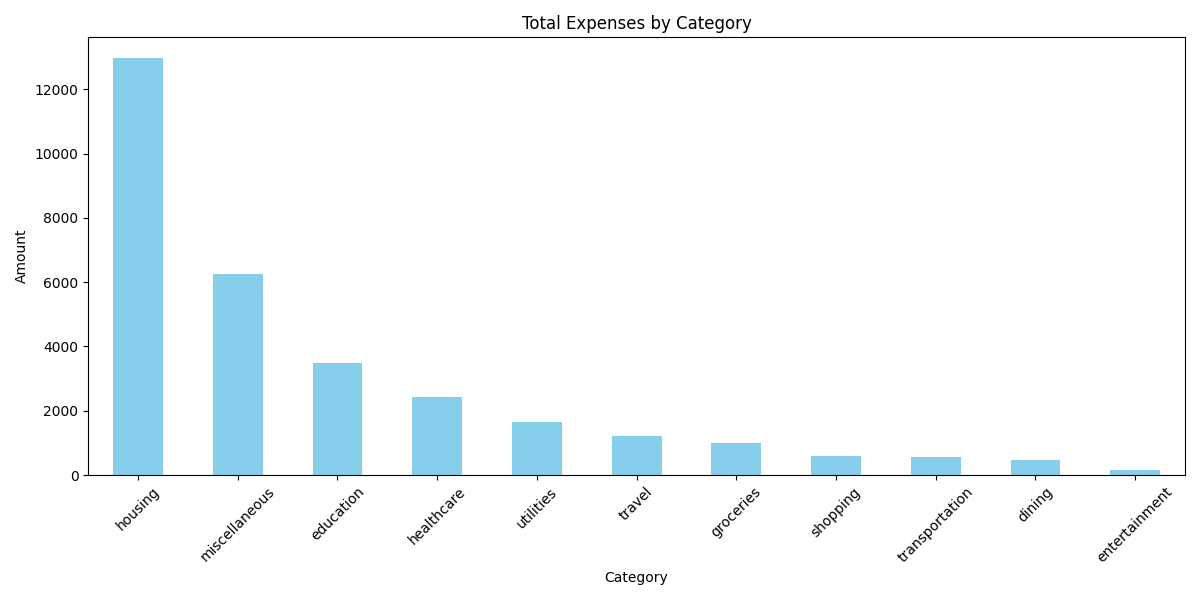 Total Expenses by Category
12000
10000
8000
6000
4000
2000
0
Amount
housing
miscellaneous
education
healthcare
utilities
travel
groceries
shopping
transportation
dining
entertainment
Category